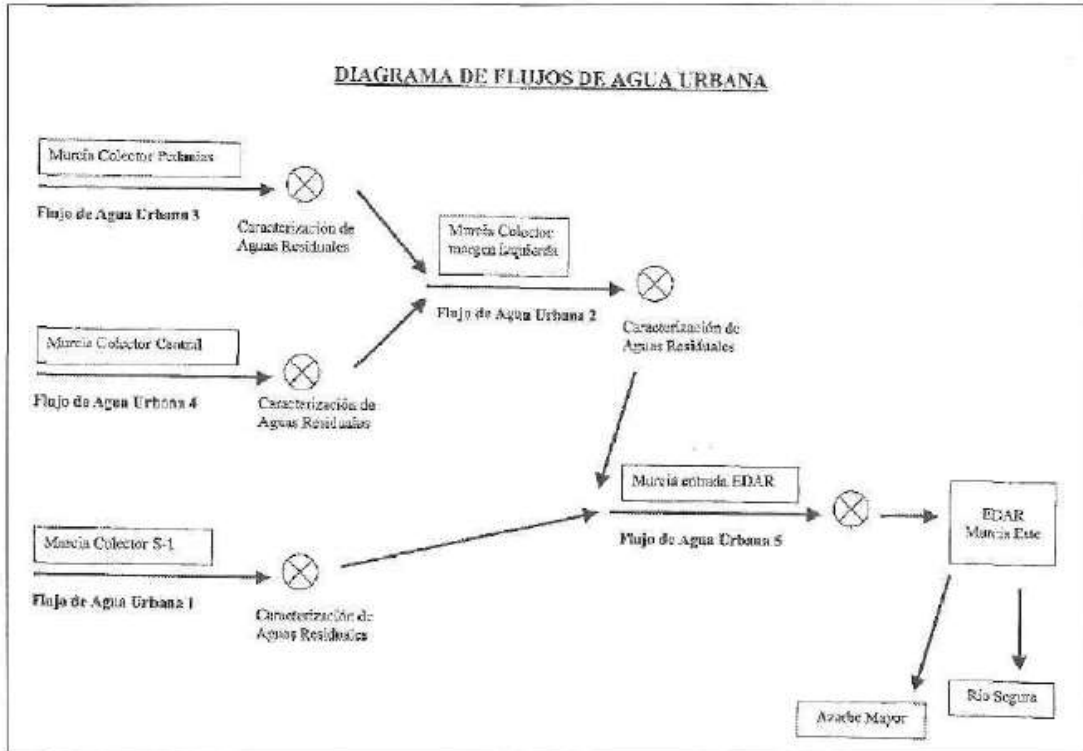 DIAGRAMA DE FLUJOS DE AGUA URBANA
Murcia Colector Pedanías
Flujo de Agua Urbana 3
Caracterización de
Aguas Residuales
Murcia Colector
margen izquierda
Flujo de Agua Urbana 2
Caracterización de
Aguas Residuales
Murcia Colector Central
Flujo de Agua Urbana 4
Caracterización de
Aguas Residuales
Murcia entrada EDAR
Flujo de Agua Urbana 5
EDAR
Murcia Este
Murcia Colector S-1
Flujo de Agua Urbana 1
Caracterización de
Aguas Residuales
Azarbe Mayor
Río Segura